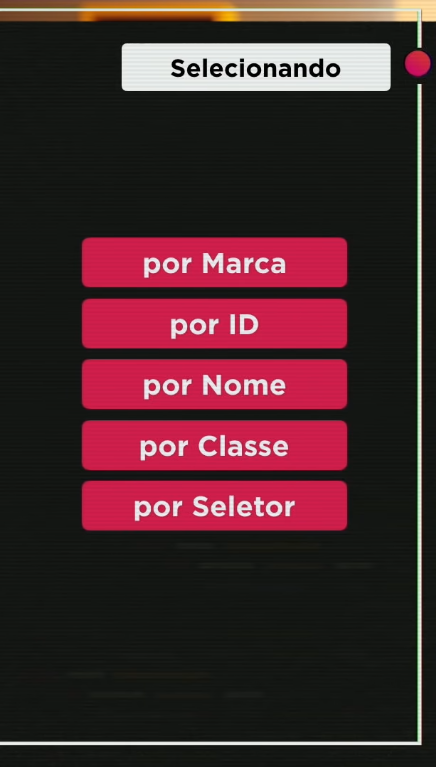 Selecionando
por Marca
por ID
por Nome
por Classe
por Seletor